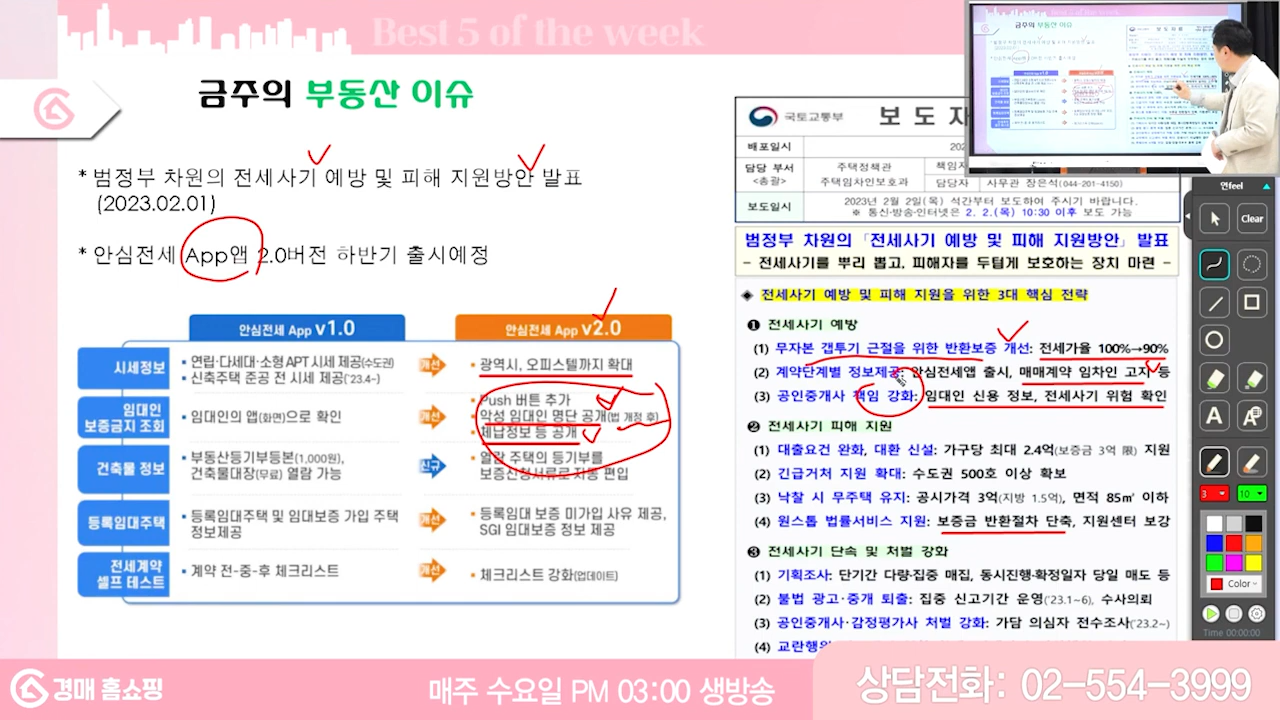 Best 5 of the week
금주의 부동산 이슈
* 범정부 차원의 전세사기 예방 및 피해 지원방안 발표
(2023.02.01)
* 안심전세 App앱 2.0버전 하반기 출시예정
안심전세 App v1.0
안심전세 App v2.0
시세정보
▪ 연립·다세대·소형 APT 시세 제공(수도권)
▪ 신축주택 준공 전 시세 제공('23.4~)
개선
▪ 광역시, 오피스텔까지 확대
임대인
보증금지 조회
▪ 임대인의 앱(화면)으로 확인
개선
▪ Push 버튼 추가
▪ 악성 임대인 명단 공개(법 개정 후)
▪ 체납정보 등 공개
건축물 정보
▪ 부동산등기부등본(1,000원),
건축물대장(무료) 열람 가능
신규
▪ 열람 주택의 등기부를
보증신청서류로 자동 편입
등록임대주택
▪ 등록임대주택 및 임대보증 가입 주택
정보제공
개선
▪ 등록임대 보증 미가입 사유 제공,
SGI 임대보증 정보 제공
전세계약
셀프 테스트
▪ 계약 전-중-후 체크리스트
개선
▪ 체크리스트 강화(업데이트)
국토교통부
보 도 자
배포일시
202
담당 부서
<총괄>
주택정책관
책임자
주택임차인보호과
담당자
사무관 장은석(044-201-4150)
보도일시
2023년 2월 2일(목) 석간부터 보도하여 주시기 바랍니다.
※ 통신·방송·인터넷은 2. 2.(목) 10:30 이후 보도 가능
범정부 차원의 「전세사기 예방 및 피해 지원방안」 발표
- 전세사기를 뿌리 뽑고, 피해자를 두텁게 보호하는 장치 마련 -
◈ 전세사기 예방 및 피해 지원을 위한 3대 핵심 전략
❶ 전세사기 예방
(1) 무자본 갭투기 근절을 위한 반환보증 개선: 전세가율 100%→90%
(2) 계약단계별 정보제공: 안심전세앱 출시, 매매계약 임차인 고지 등
(3) 공인중개사 책임 강화: 임대인 신용 정보, 전세사기 위험 확인
❷ 전세사기 피해 지원
(1) 대출요건 완화, 대환 신설: 가구당 최대 2.4억(보증금 3억 限) 지원
(2) 긴급거처 지원 확대: 수도권 500호 이상 확보
(3) 낙찰 시 무주택 유지: 공시가격 3억(지방 1.5억), 면적 85㎡ 이하
(4) 원스톱 법률서비스 지원: 보증금 반환절차 단축, 지원센터 보강
❸ 전세사기 단속 및 처벌 강화
(1) 기획조사: 단기간 다량·집중 매집, 동시진행·확정일자 당일 매도 등
(2) 불법 광고·중개 퇴출: 집중 신고기간 운영('23.1~6), 수사의뢰
(3) 공인중개사·감정평가사 처벌 강화: 가담 의심자 전수조사('23.2~)
(4) 교란행위
연feel
Clear
A
A
3
10
Color
Time 00:00:00
경매 홈쇼핑
매주 수요일 PM 03:00 생방송
상담전화: 02-554-3999